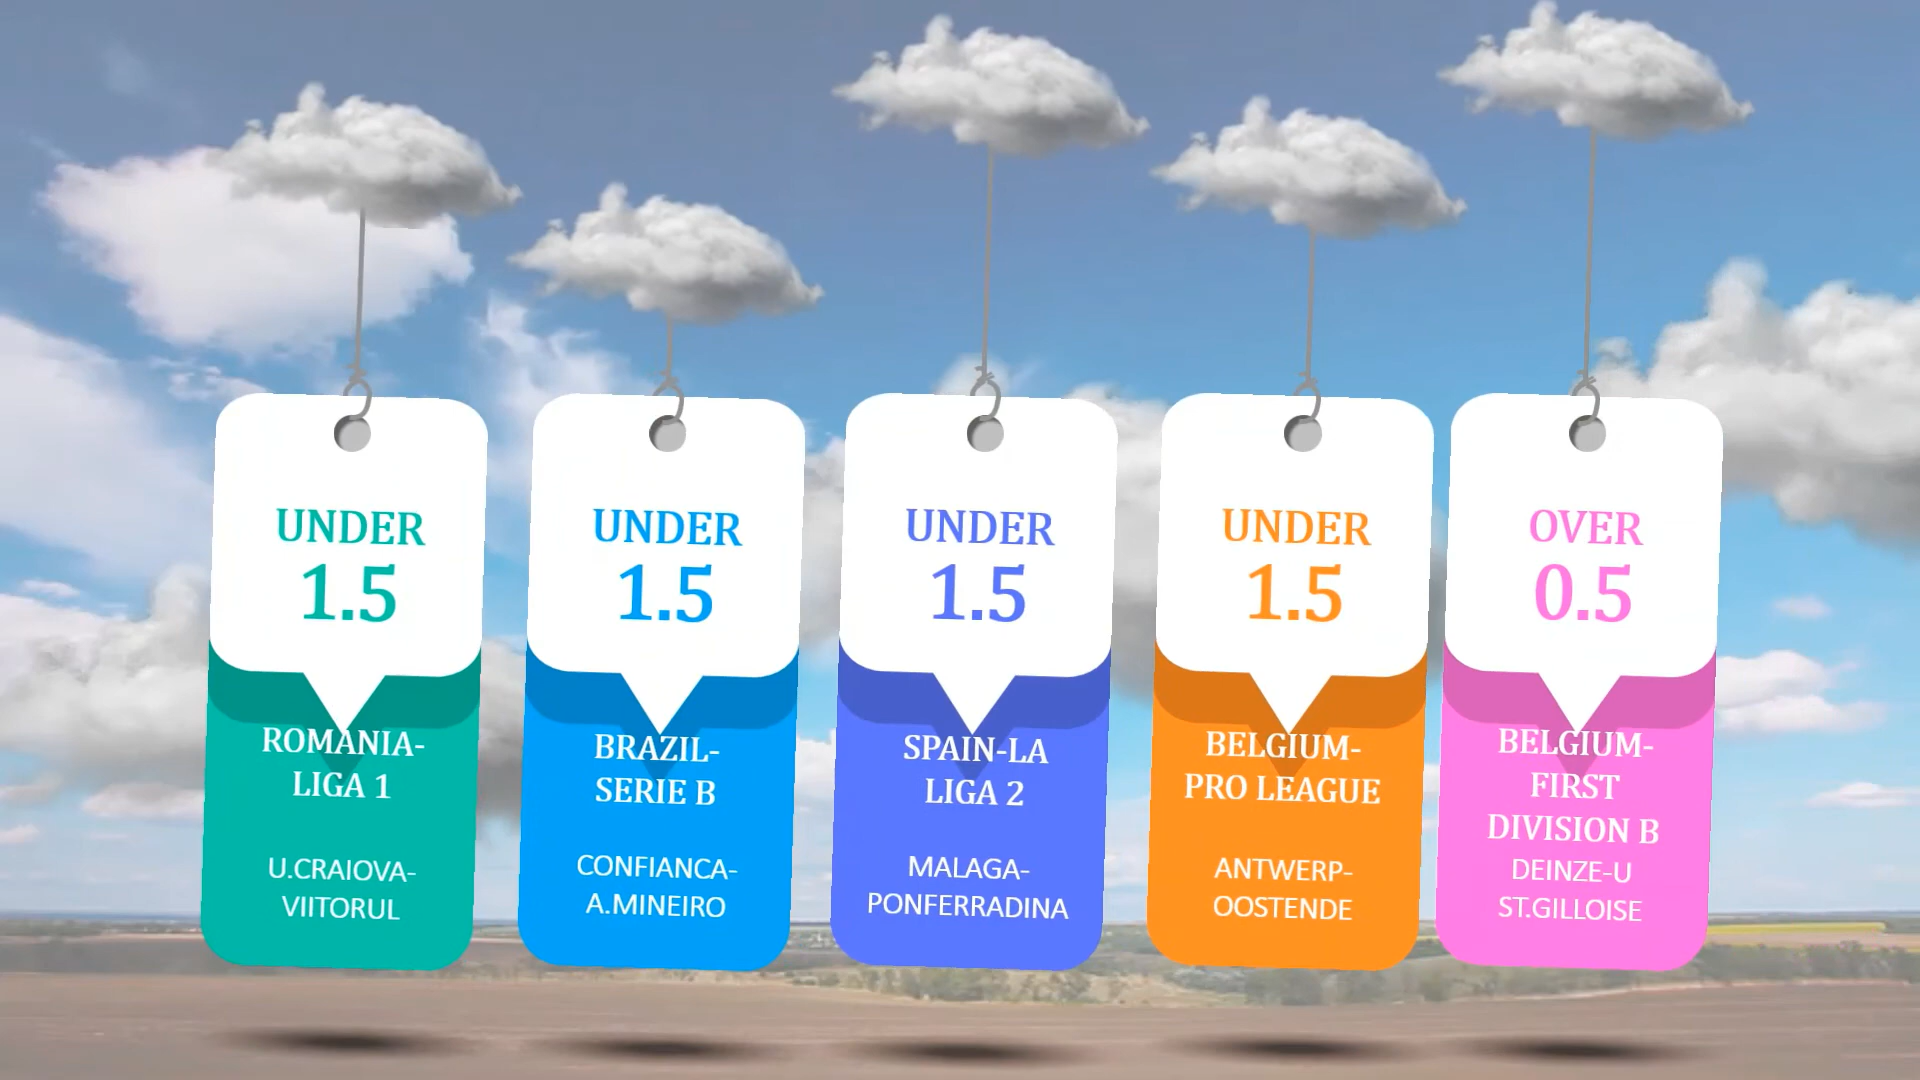 UNDER
1.5
ROMANIA-
LIGA 1
U.CRAIOVA-
VIITORUL
UNDER
1.5
BRAZIL-
SERIE B
CONFIANCA-
A.MINEIRO
UNDER
1.5
SPAIN-LA
LIGA 2
MALAGA-
PONFERRADINA
UNDER
1.5
BELGIUM-
PRO LEAGUE
ANTWERP-
OOSTENDE
OVER
0.5
BELGIUM-
FIRST
DIVISION B
DEINZE-U
ST.GILLOISE